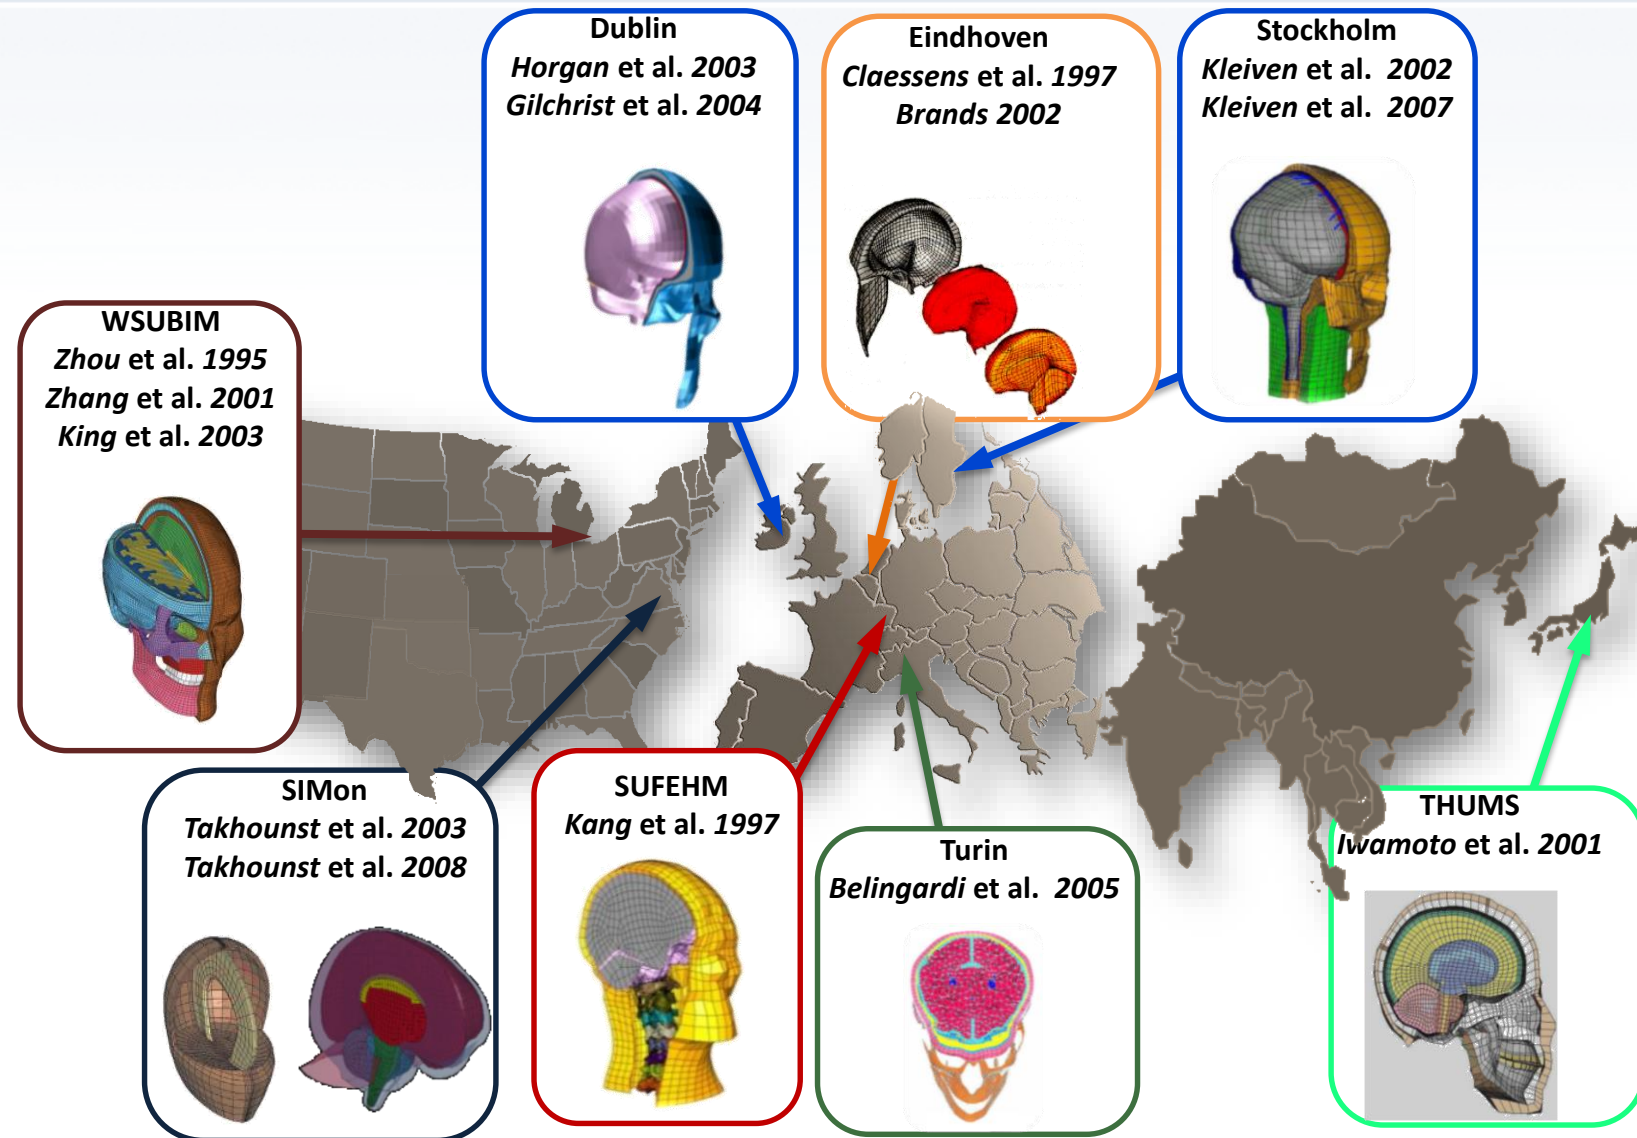 Dublin
Horgan et al. 2003
Gilchrist et al. 2004
Eindhoven
Claessens et al. 1997
Brands 2002
Stockholm
Kleiven et al. 2002
Kleiven et al. 2007
WSUBIM
Zhou et al. 1995
Zhang et al. 2001
King et al. 2003
SIMon
Takhounst et al. 2003
Takhounst et al. 2008
SUFEHM
Kang et al. 1997
Turin
Belingardi et al. 2005
THUMS
Iwamoto et al. 2001